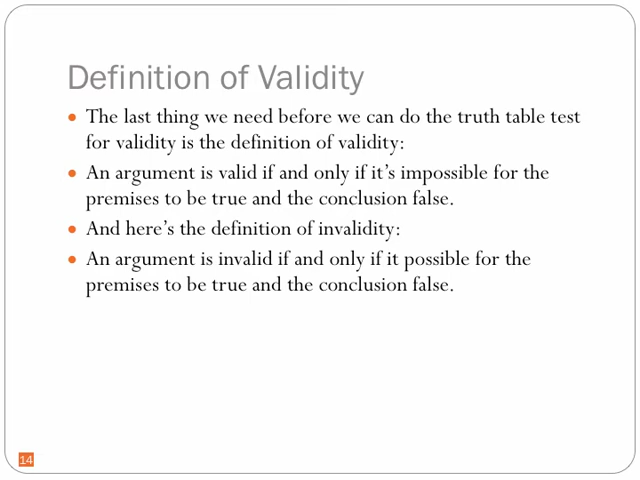 Definition of Validity
• The last thing we need before we can do the truth table test
for validity is the definition of validity:
• An argument is valid if and only if it's impossible for the
premises to be true and the conclusion false.
• And here's the definition of invalidity:
• An argument is invalid if and only if it possible for the
premises to be true and the conclusion false.
14